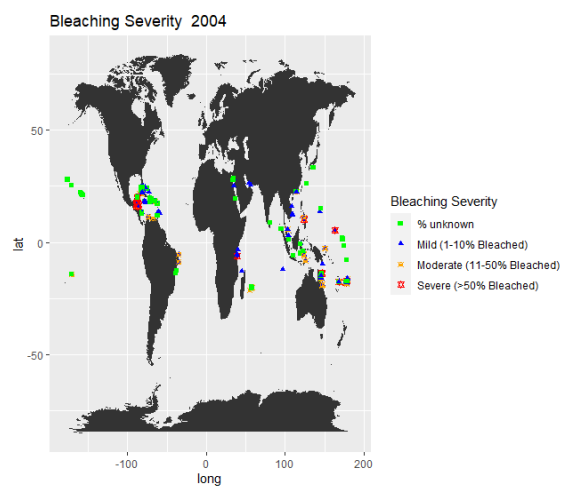 Bleaching Severity  2004
50
0
-50
lat
-100
0
100
200
long
Bleaching Severity
% unknown
Mild (1-10% Bleached)
Moderate (11-50% Bleached)
Severe (>50% Bleached)